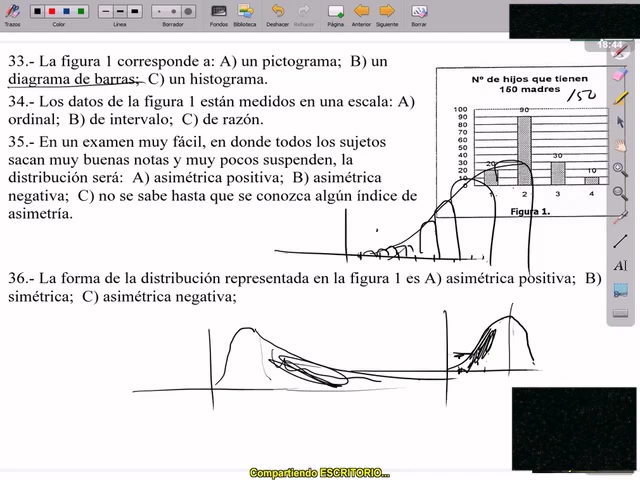 Trazos
Color
Línea
Borrador
Fondos
Biblioteca
Deshacer
Rehacer
Página
Anterior
Siguiente
Borrar
18:44
33.- La figura 1 corresponde a: A) un pictograma; B) un
diagrama de barras; C) un histograma.
34.- Los datos de la figura 1 están medidos en una escala: A)
ordinal; B) de intervalo; C) de razón.
35.- En un examen muy fácil, en donde todos los sujetos
sacan muy buenas notas y muy pocos suspenden, la
distribución será: A) asimétrica positiva; B) asimétrica
negativa; C) no se sabe hasta que se conozca algún índice de
asimetría.
Nº de hijos que tienen
150 madres
150
100
90
80
70
60
50
40
30
20
10
0
20
90
30
10
1
2
3
4
Figura 1.
36.- La forma de la distribución representada en la figura 1 es A) asimétrica positiva; B)
simétrica; C) asimétrica negativa;
AI
Compartiendo ESCRITORIO...